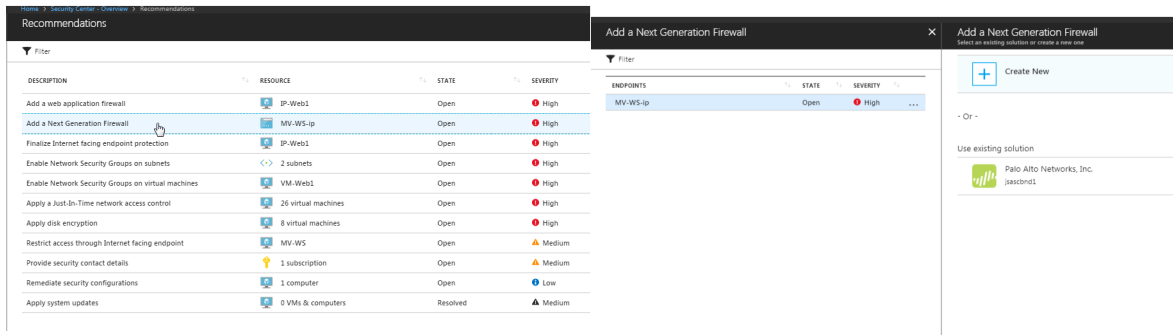 Home > Security Center - Overview > Recommendations
Recommendations
Filter
DESCRIPTION RESOURCE STATE SEVERITY
Add a web application firewall IP-Web1 Open High
Add a Next Generation Firewall MV-WS-ip Open High
Finalize Internet facing endpoint protection IP-Web1 Open High
Enable Network Security Groups on subnets 2 subnets Open High
Enable Network Security Groups on virtual machines VM-Web1 Open High
Apply a Just-In-Time network access control 26 virtual machines Open High
Apply disk encryption 8 virtual machines Open High
Restrict access through Internet facing endpoint MV-WS Open Medium
Provide security contact details 1 subscription Open Medium
Remediate security configurations 1 computer Open Low
Apply system updates 0 VMs & computers Resolved Medium
Add a Next Generation Firewall
Filter
ENDPOINTS STATE SEVERITY
MV-WS-ip Open High ...
Add a Next Generation Firewall
Select an existing solution or create a new one
Create New
- Or -
Use existing solution
Palo Alto Networks, Inc.
jsascbnd1